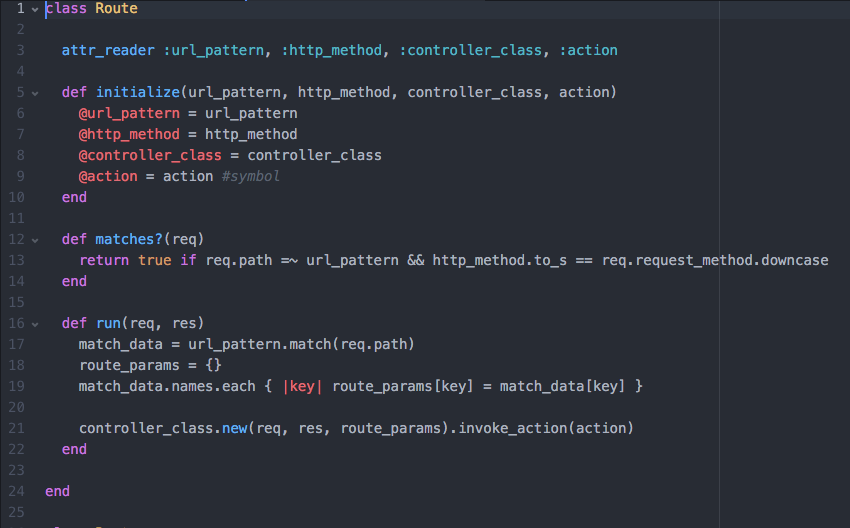 1 class Route
2
3   attr_reader :url_pattern, :http_method, :controller_class, :action
4
5   def initialize(url_pattern, http_method, controller_class, action)
6     @url_pattern = url_pattern
7     @http_method = http_method
8     @controller_class = controller_class
9     @action = action #symbol
10   end
11
12   def matches?(req)
13     return true if req.path =~ url_pattern && http_method.to_s == req.request_method.downcase
14   end
15
16   def run(req, res)
17     match_data = url_pattern.match(req.path)
18     route_params = {}
19     match_data.names.each { |key| route_params[key] = match_data[key] }
20
21     controller_class.new(req, res, route_params).invoke_action(action)
22   end
23
24 end
25